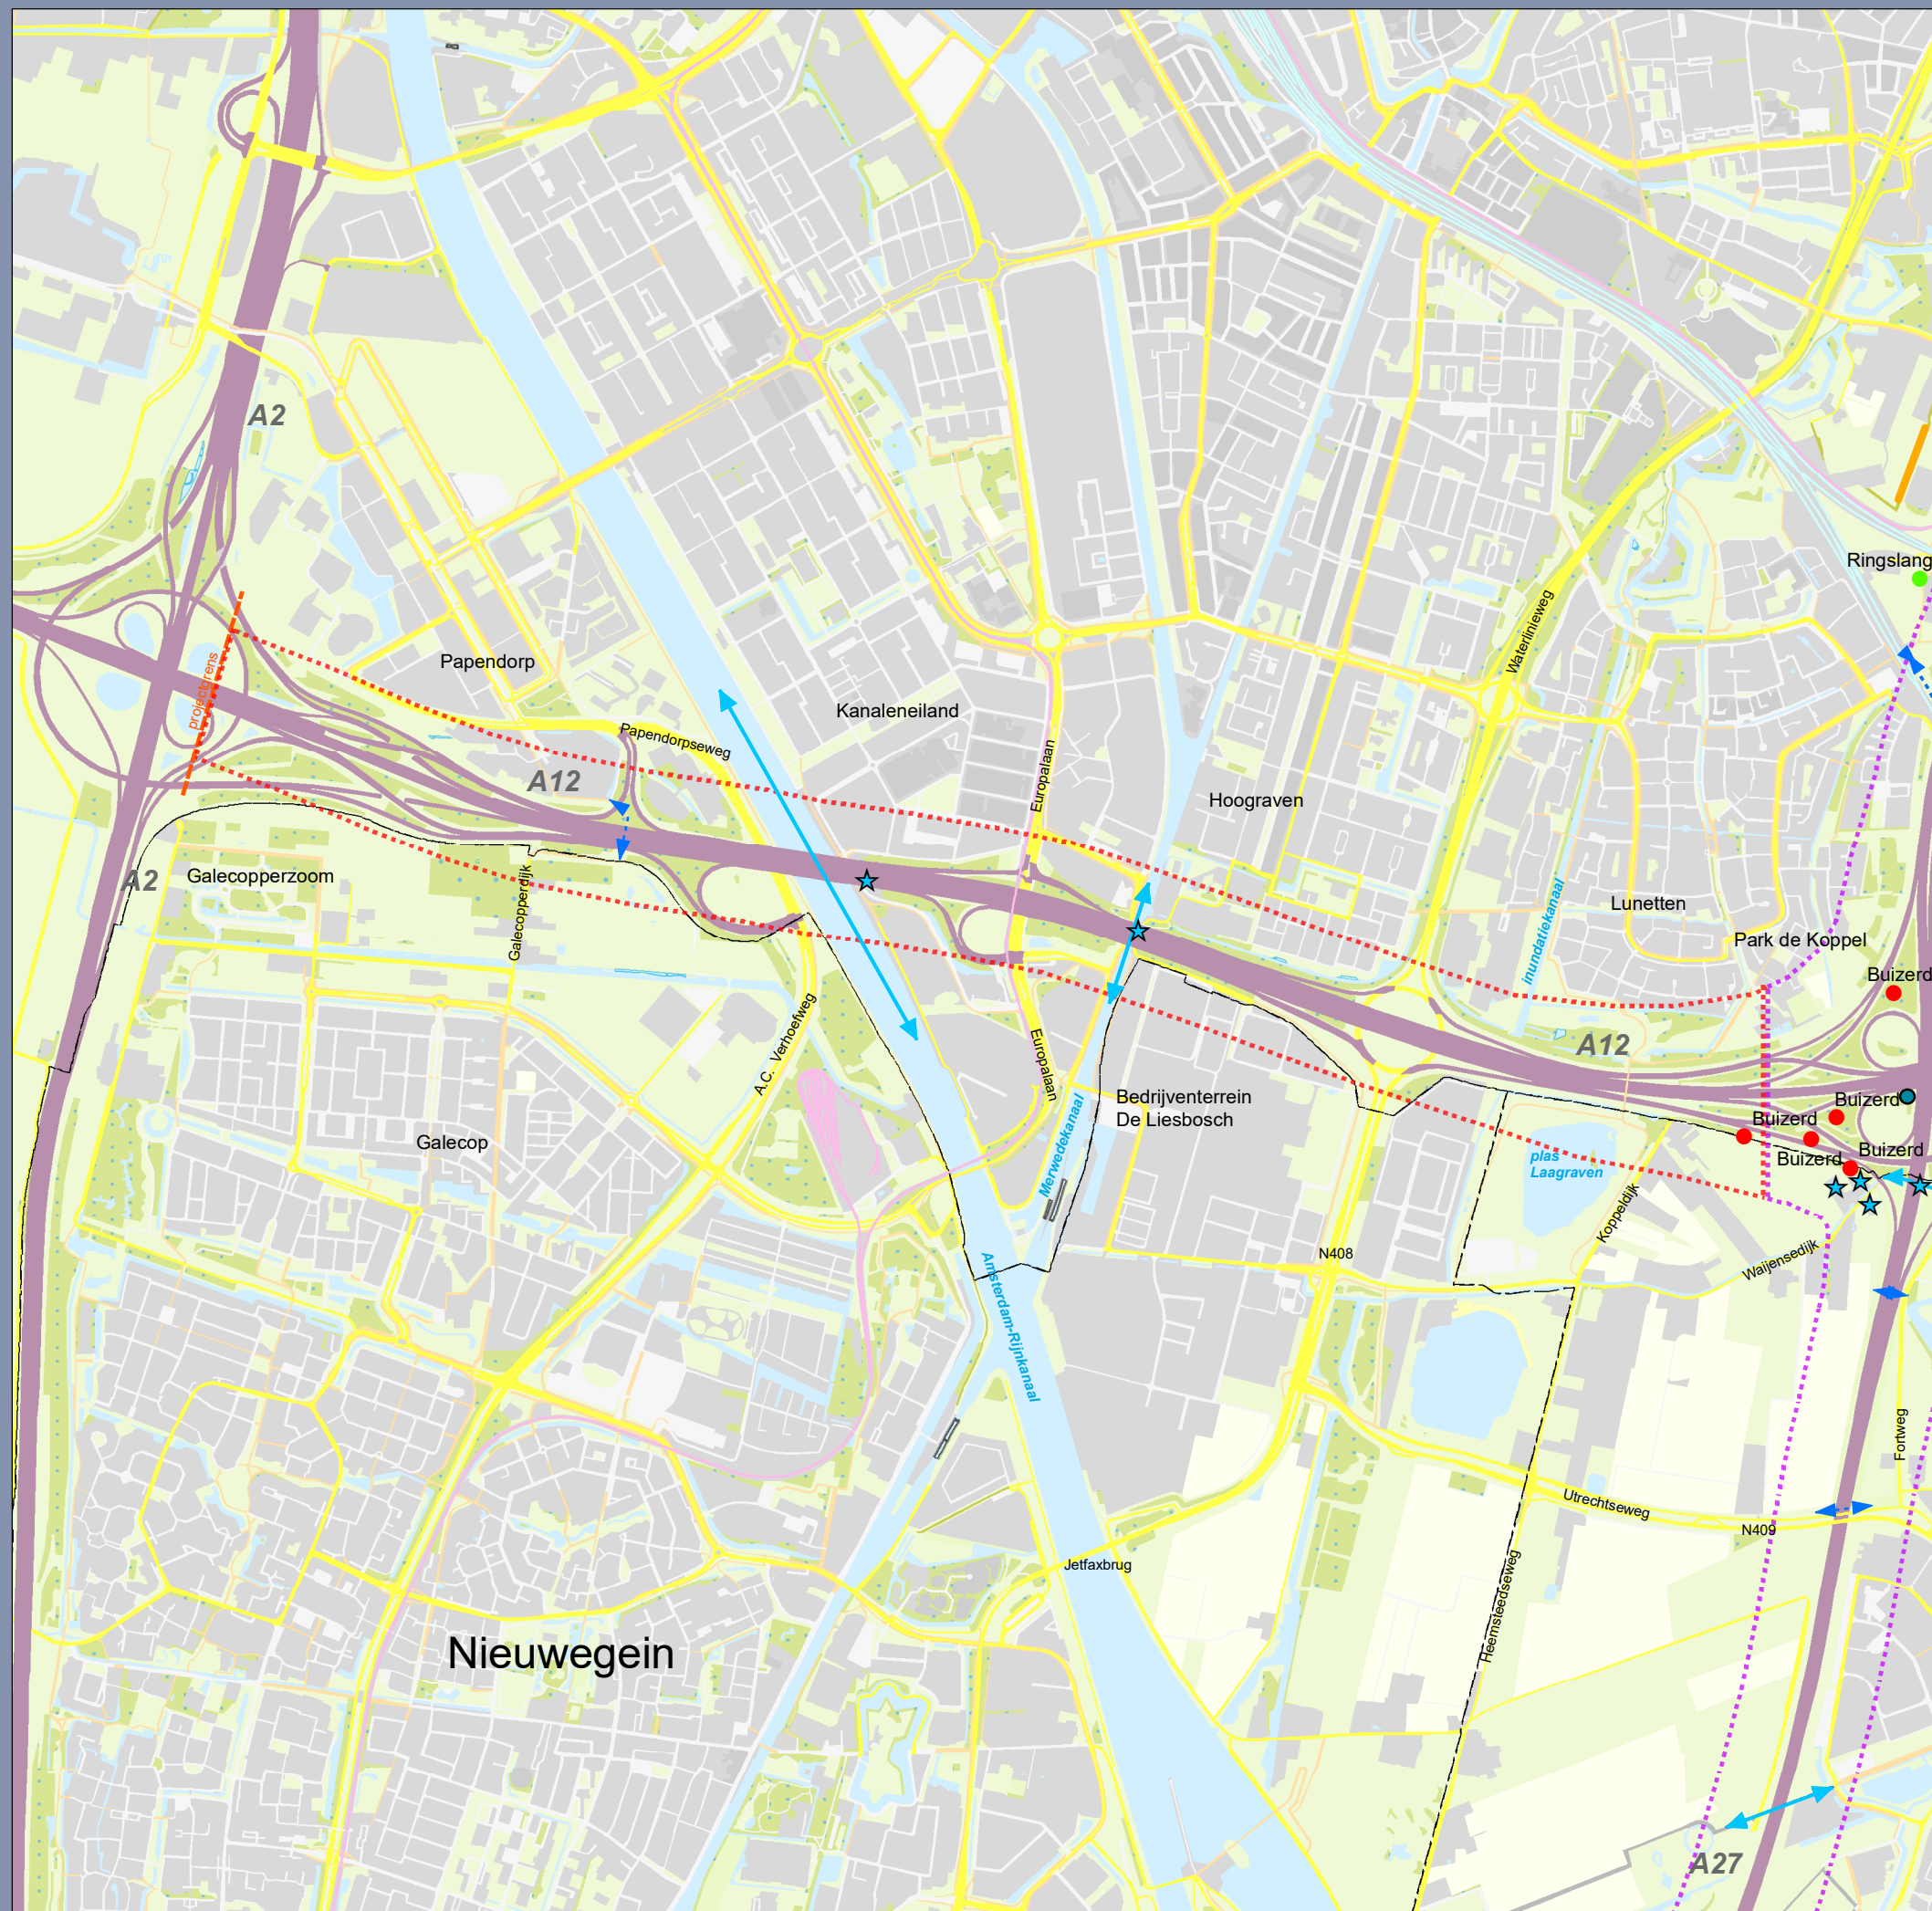 A2
Ringslang
Waterlinieweg
projectgrens
Papendorp
Kanaleneiland
Papendorpseweg
Europalaan
A12
Hoograven
A2
Galecopperzoom
Galecopperdijk
inundatiekanaal
Lunetten
Park de Koppel
Buizerd
A.C. Verhoefweg
Europalaan
A12
Bedrijventerrein
De Liesbosch
Merwedekanaal
Buizerd
Buizerd
Buizerd
Buizerd
Galecop
plas
Laagraven
Koppeldijk
Waijensedijk
N408
Amsterdam-Rijnkanaal
Fortweg
Utrechtseweg
N409
Jetfaxbrug
Heemsteedseweg
Nieuwegein
A27